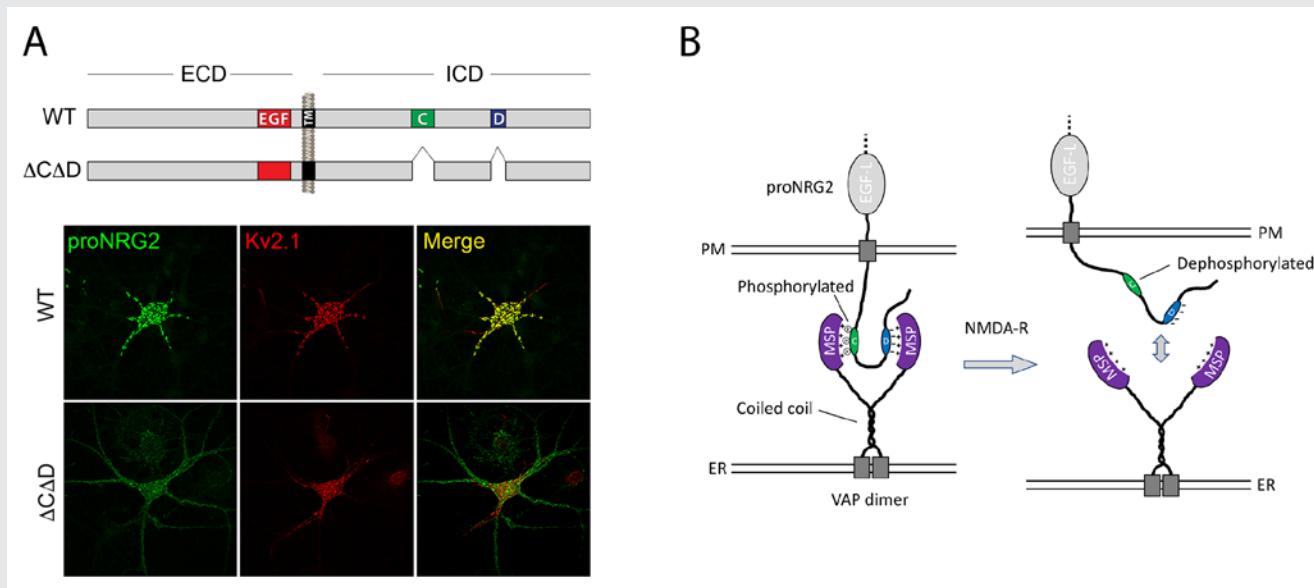 A
ECD
ICD
WT
EGF
TM
C
D
ΔCΔD
proNRG2
Kv2.1
Merge
WT
ΔCΔD
B
proNRG2
EGF-L
PM
Phosphorylated
MSP
C
D
MSP
Coiled coil
ER
VAP dimer
NMDA-R
EGF-L
PM
Dephosphorylated
C
D
MSP
MSP
ER